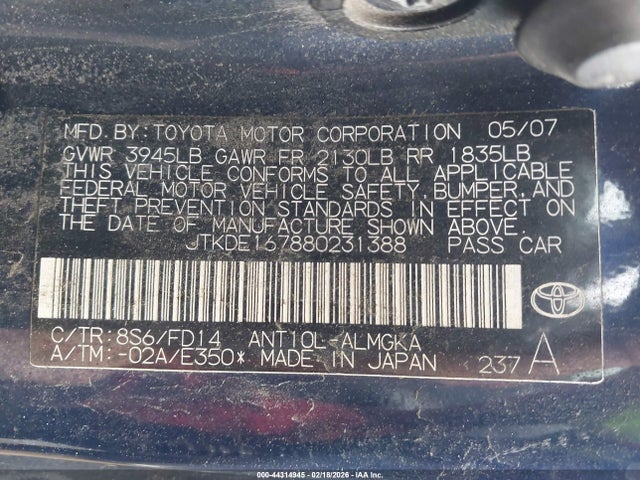 MFD. BY: TOYOTA MOTOR CORPORATION 05/07
GVWR 3945LB GAWR FR 2130LB RR 1835LB
THIS VEHICLE CONFORMS TO ALL APPLICABLE
FEDERAL MOTOR VEHICLE SAFETY, BUMPER, AND
THEFT PREVENTION STANDARDS IN EFFECT ON
THE DATE OF MANUFACTURE SHOWN ABOVE.
JTKDE167880231388 PASS CAR
C/TR: 8S6/FD14 ANT10L-ALMGKA
A/TM: -02A/E350* MADE IN JAPAN 237 A
000-44314945 - 02/18/2026 - IAA Inc.